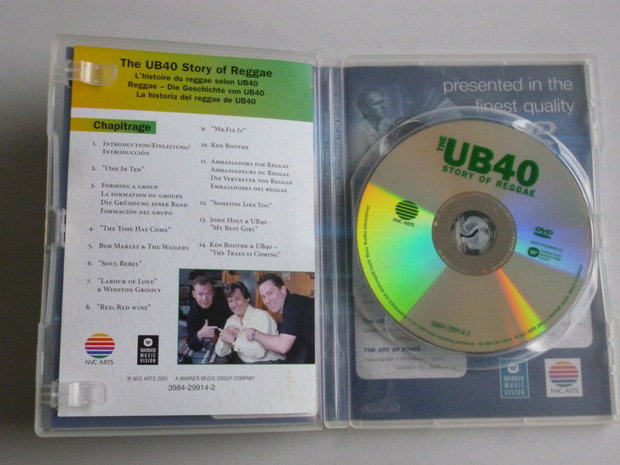 The UB40 Story of Reggae
L'histoire du reggae selon UB40
Reggae – Die Geschichte von UB40
La historia del reggae de UB40
Chapitrage
1. Introduction/Einleitung/
Introducción
2. "One In Ten"
3. Forming a group
La formation du groupe
Die Gründung einer Band
Formación del grupo
4. "The Time Has Come"
5. Bob Marley & The Wailers
6. "Soul Rebel"
7. "Labour of Love"
& Winston Groovy
8. "Red, Red wine"
9. "Mr.Fix It"
10. Ken Boothe
11. Ambassadors for Reggae
Ambassadeurs du Reggae
Die Vertreter von Reggae
Embajadores del reggae
12. "Someone Like You"
13. John Holt & UB40 -
"My Best Girl"
14. Ken Boothe & UB40 –
"The Train is Coming"
NVC ARTS
WARNER
MUSIC
VISION
℗ NVC ARTS 2001 A WARNER MUSIC GROUP COMPANY
3984-29914-2
presented in the
finest quality
THE UB40
STORY OF REGGAE
NVC ARTS
DVD
3984-29914-2
THE ART OF
WARNER
MUSIC
VISION
NVC ARTS